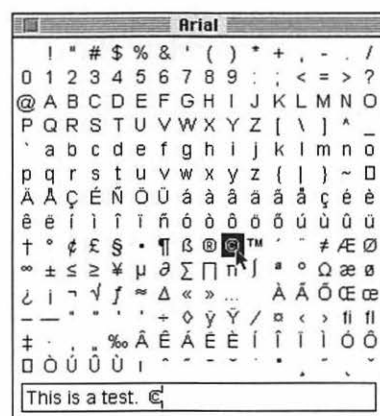 Arial
! " # $ % & ' ( ) * + , - . /
0 1 2 3 4 5 6 7 8 9 : ; < = > ?
@ A B C D E F G H I J K L M N O
P Q R S T U V W X Y Z [ \ ] ^ _
` a b c d e f g h i j k l m n o
p q r s t u v w x y z { | } ~ □
Ä Å Ç É Ñ Ö Ü á à â ä ã å ç é è
ê ë í ì î ï ñ ó ò ô ö õ ú ù û ü
† ° ¢ £ § • ¶ ß ® © ™ ´ ¨ ≠ Æ Ø
∞ ± ≤ ≥ ¥ µ ∂ ∑ ∏ π ∫ ª º Ω æ ø
¿ ¡ ¬ √ ƒ ≈ ∆ « » … À Ã Õ Œ œ
– — “ ” ‘ ’ ÷ ◊ ÿ Ÿ ⁄ ¤ ‹ › fi fl
‡ · ‚ „ ‰ Â Ê Á Ë È Í Î Ï Ì Ó Ô
□ Ò Ú Û Ù ı
This is a test. ©